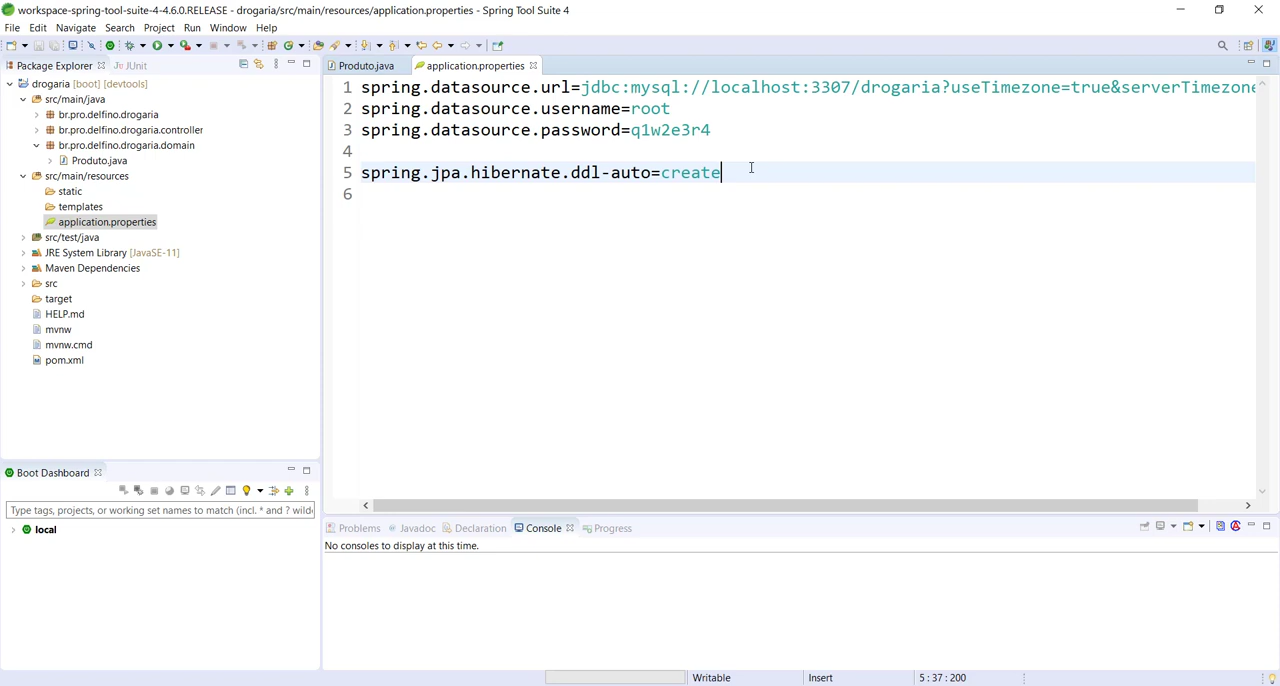 workspace-spring-tool-suite-4-4.6.0.RELEASE - drogaria/src/main/resources/application.properties - Spring Tool Suite 4
File Edit Navigate Search Project Run Window Help
Package Explorer JUnit
drogaria [boot] [devtools]
src/main/java
br.pro.delfino.drogaria
br.pro.delfino.drogaria.controller
br.pro.delfino.drogaria.domain
Produto.java
src/main/resources
static
templates
application.properties
src/test/java
JRE System Library [JavaSE-11]
Maven Dependencies
src
target
HELP.md
mvnw
mvnw.cmd
pom.xml
Boot Dashboard
Type tags, projects, or working set names to match (incl. * and ? wild
local
Produto.java application.properties
1 spring.datasource.url=jdbc:mysql://localhost:3307/drogaria?useTimezone=true&serverTimezone
2 spring.datasource.username=root
3 spring.datasource.password=q1w2e3r4
4
5 spring.jpa.hibernate.ddl-auto=create
6
Problems Javadoc Declaration Console Progress
No consoles to display at this time.
Writable Insert 5 : 37 : 200